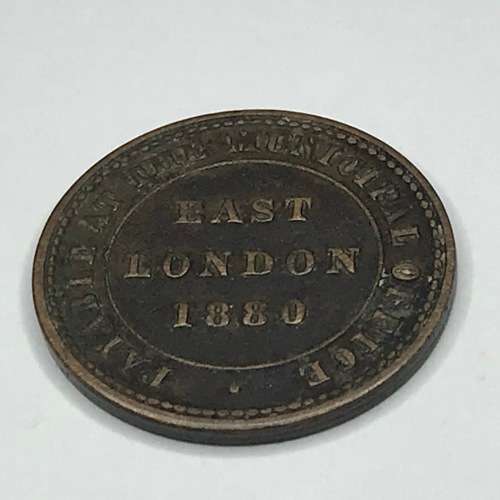 PAYABLE AT THE MUNICIPAL OFFICE
EAST
LONDON
1880